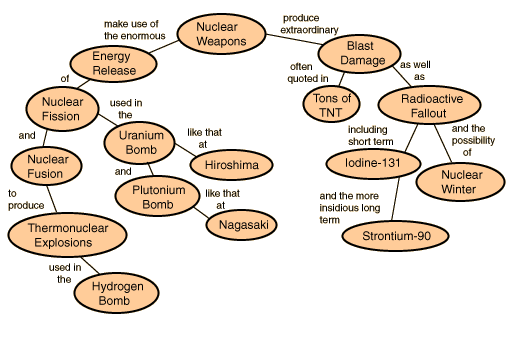 make use of
the enormous
Nuclear
Weapons
produce
extraordinary
Energy
Release
Blast
Damage
of
often
quoted in
as well
as
Nuclear
Fission
used in
the
Tons of
TNT
Radioactive
Fallout
and
Uranium
Bomb
like that
at
including
short term
and the
possibility
of
Nuclear
Fusion
and
Hiroshima
Iodine-131
Nuclear
Winter
to
produce
Plutonium
Bomb
like that
at
and the more
insidious long
term
Thermonuclear
Explosions
Nagasaki
Strontium-90
used in
the
Hydrogen
Bomb